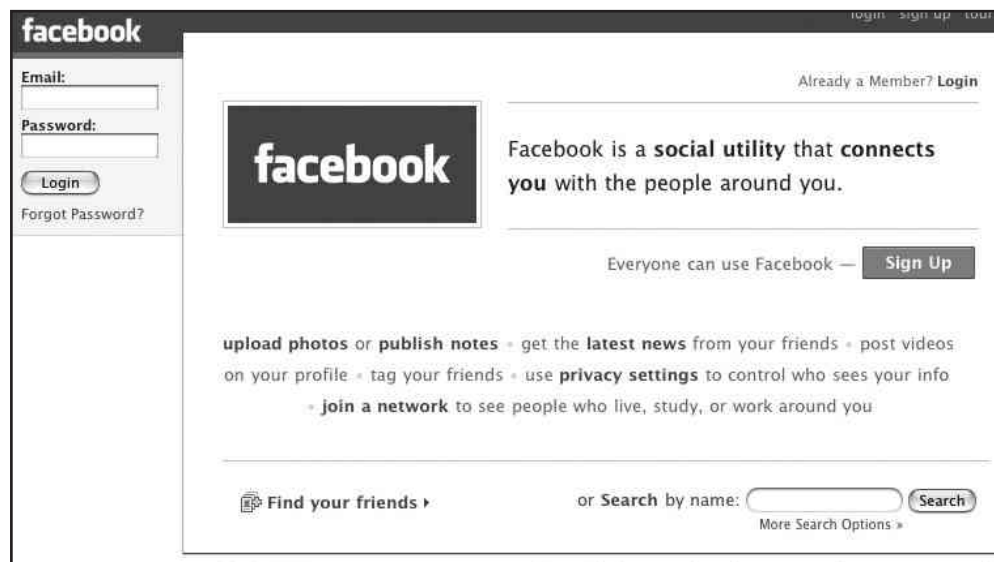 login sign up tour
facebook
Email:
Password:
Login
Forgot Password?
Already a Member? Login
facebook
Facebook is a social utility that connects
you with the people around you.
Everyone can use Facebook — Sign Up
upload photos or publish notes • get the latest news from your friends • post videos
on your profile • tag your friends • use privacy settings to control who sees your info
• join a network to see people who live, study, or work around you
Find your friends ▸
or Search by name: Search
More Search Options »